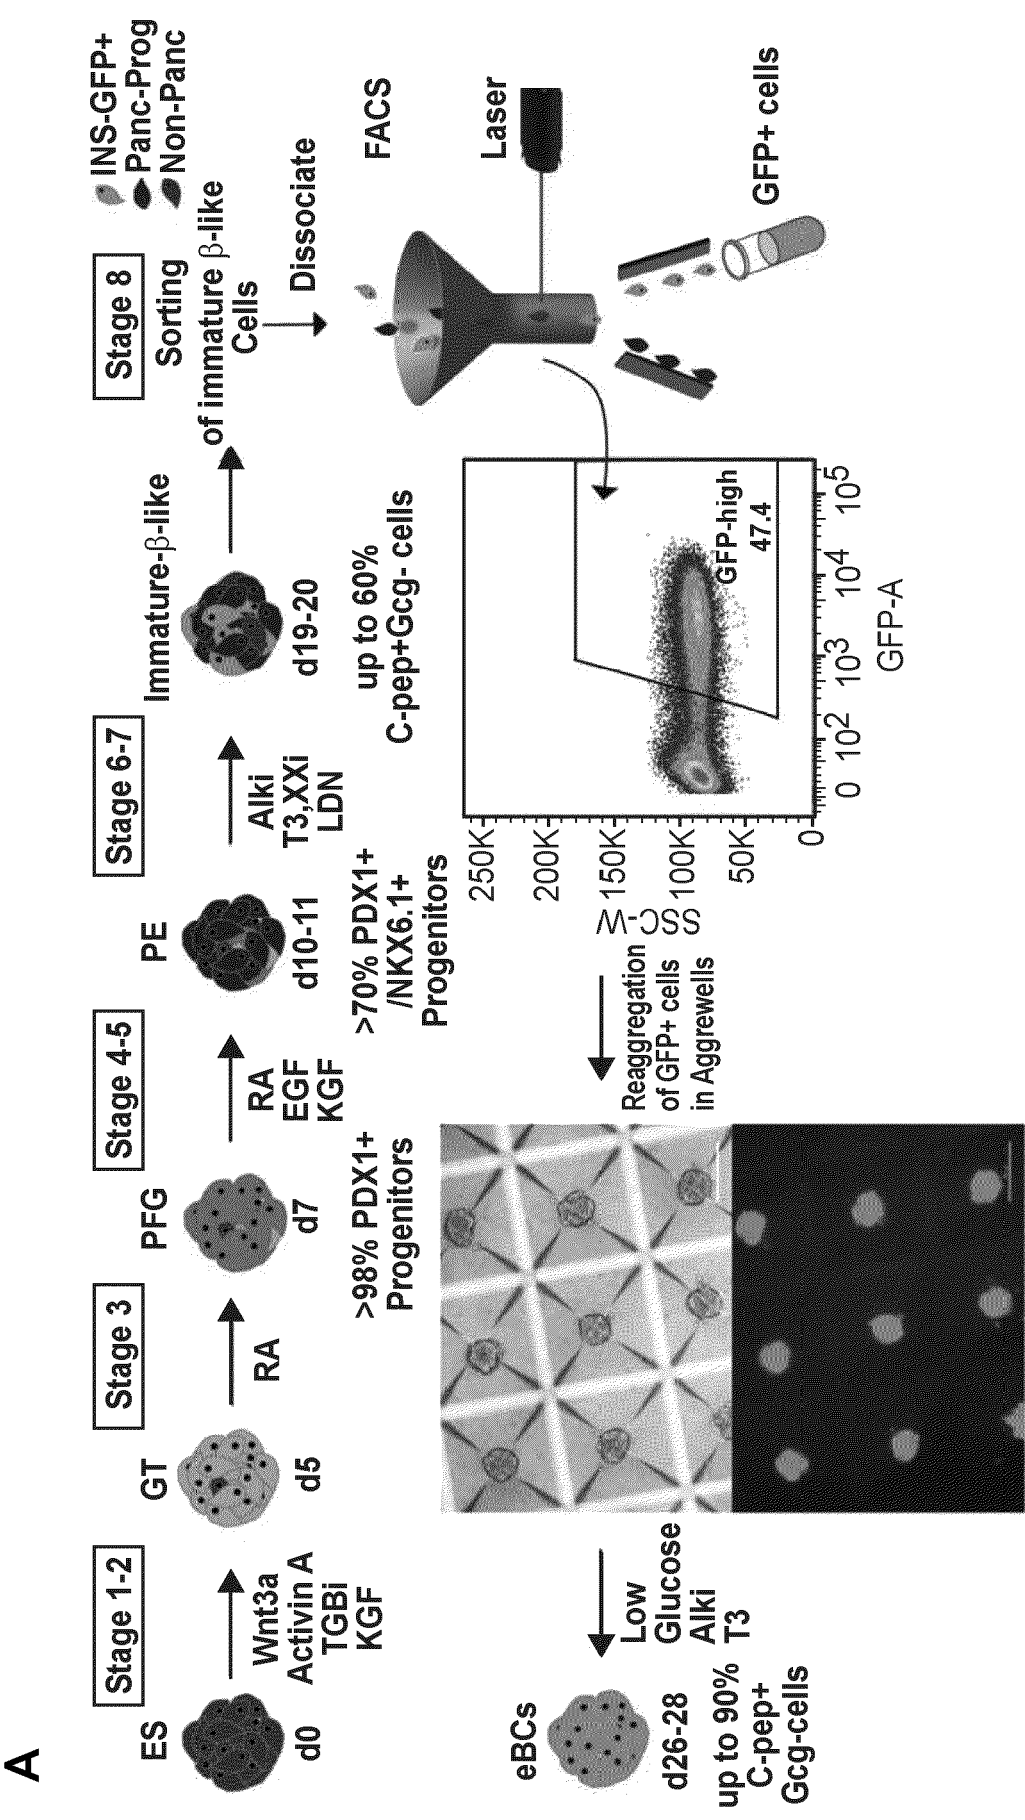 A
Stage 1-2
Stage 3
Stage 4-5
Stage 6-7
Stage 8
INS-GFP+
Panc-Prog
Non-Panc
ES
d0
Wnt3a
Activin A
TGBi
KGF
GT
d5
RA
PFG
d7
>98% PDX1+
Progenitors
RA
EGF
KGF
PE
d10-11
>70% PDX1+
/NKX6.1+
Progenitors
Alki
T3,XXi
LDN
Immature-β-like
d19-20
up to 60%
C-pep+Gcg- cells
Sorting
of immature β-like
Cells
Dissociate
FACS
Laser
GFP+ cells
250K
200K
150K
100K
50K
0
SSC-W
GFP-high
47.4
0 10² 10³ 10⁴ 10⁵
GFP-A
Reaggregation
of GFP+ cells
in Aggrewells
Low
Glucose
Alki
T3
eBCs
d26-28
up to 90%
C-pep+
Gcg-cells